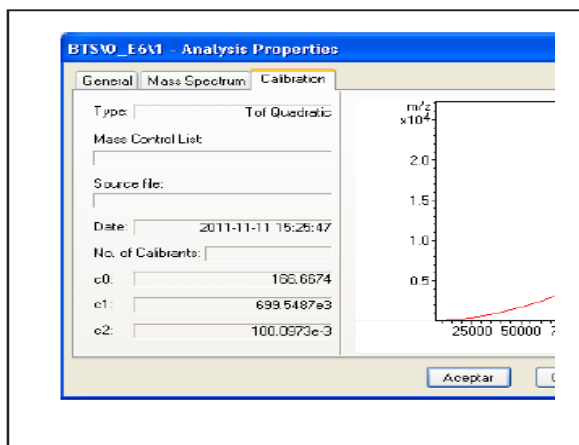 BTS\0_E6\1 - Analysis Properties
General Mass Spectrum Calibration
Type: Tof Quadratic
Mass Control List:
Source file:
Date: 2011-11-11 15:25:47
No. of Calibrants:
c0: 166.6674
c1: 699.5487e3
c2: 100.0973e-3
m/z
x10⁴
2.0
1.5
1.0
0.5
25000 50000
Aceptar